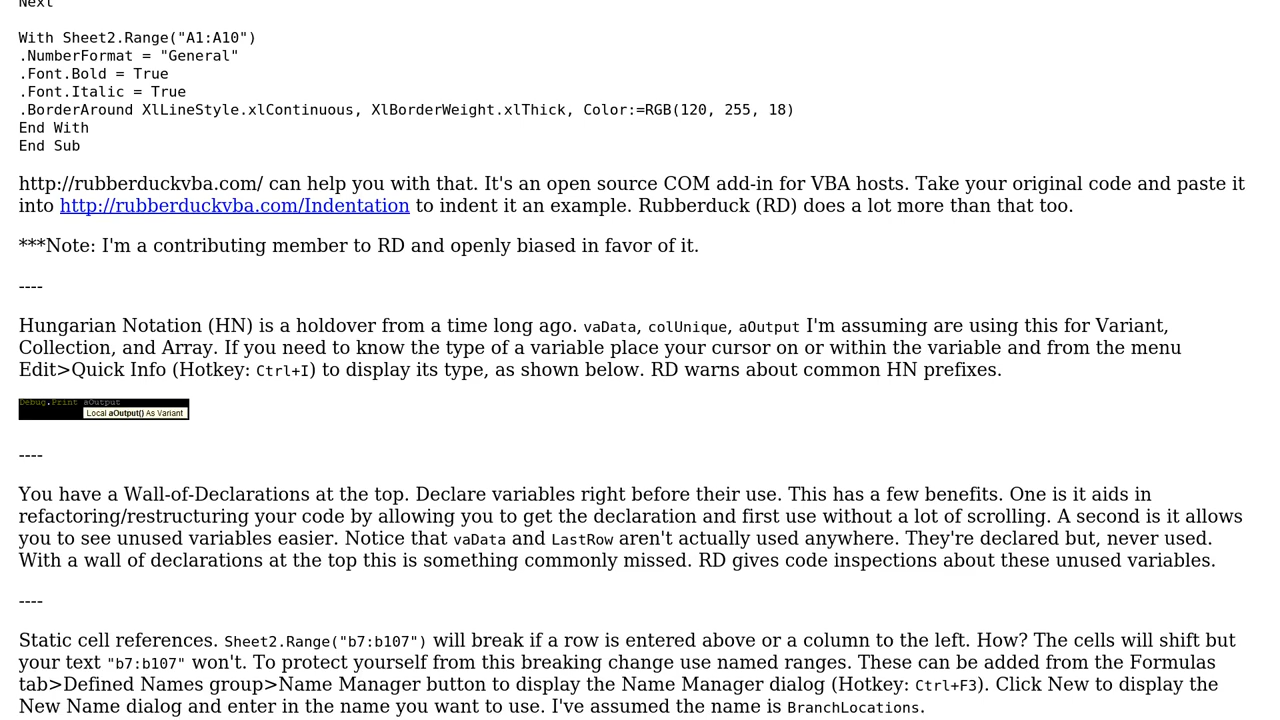 Next
With Sheet2.Range("A1:A10")
.NumberFormat = "General"
.Font.Bold = True
.Font.Italic = True
.BorderAround XlLineStyle.xlContinuous, XlBorderWeight.xlThick, Color:=RGB(120, 255, 18)
End With
End Sub
http://rubberduckvba.com/ can help you with that. It's an open source COM add-in for VBA hosts. Take your original code and paste it
into http://rubberduckvba.com/Indentation to indent it an example. Rubberduck (RD) does a lot more than that too.
***Note: I'm a contributing member to RD and openly biased in favor of it.
----
Hungarian Notation (HN) is a holdover from a time long ago. vaData, colUnique, aOutput I'm assuming are using this for Variant,
Collection, and Array. If you need to know the type of a variable place your cursor on or within the variable and from the menu
Edit>Quick Info (Hotkey: Ctrl+I) to display its type, as shown below. RD warns about common HN prefixes.
Debug.Print aOutput
Local aOutput() As Variant
----
You have a Wall-of-Declarations at the top. Declare variables right before their use. This has a few benefits. One is it aids in
refactoring/restructuring your code by allowing you to get the declaration and first use without a lot of scrolling. A second is it allows
you to see unused variables easier. Notice that vaData and LastRow aren't actually used anywhere. They're declared but, never used.
With a wall of declarations at the top this is something commonly missed. RD gives code inspections about these unused variables.
----
Static cell references. Sheet2.Range("b7:b107") will break if a row is entered above or a column to the left. How? The cells will shift but
your text "b7:b107" won't. To protect yourself from this breaking change use named ranges. These can be added from the Formulas
tab>Defined Names group>Name Manager button to display the Name Manager dialog (Hotkey: Ctrl+F3). Click New to display the
New Name dialog and enter in the name you want to use. I've assumed the name is BranchLocations.